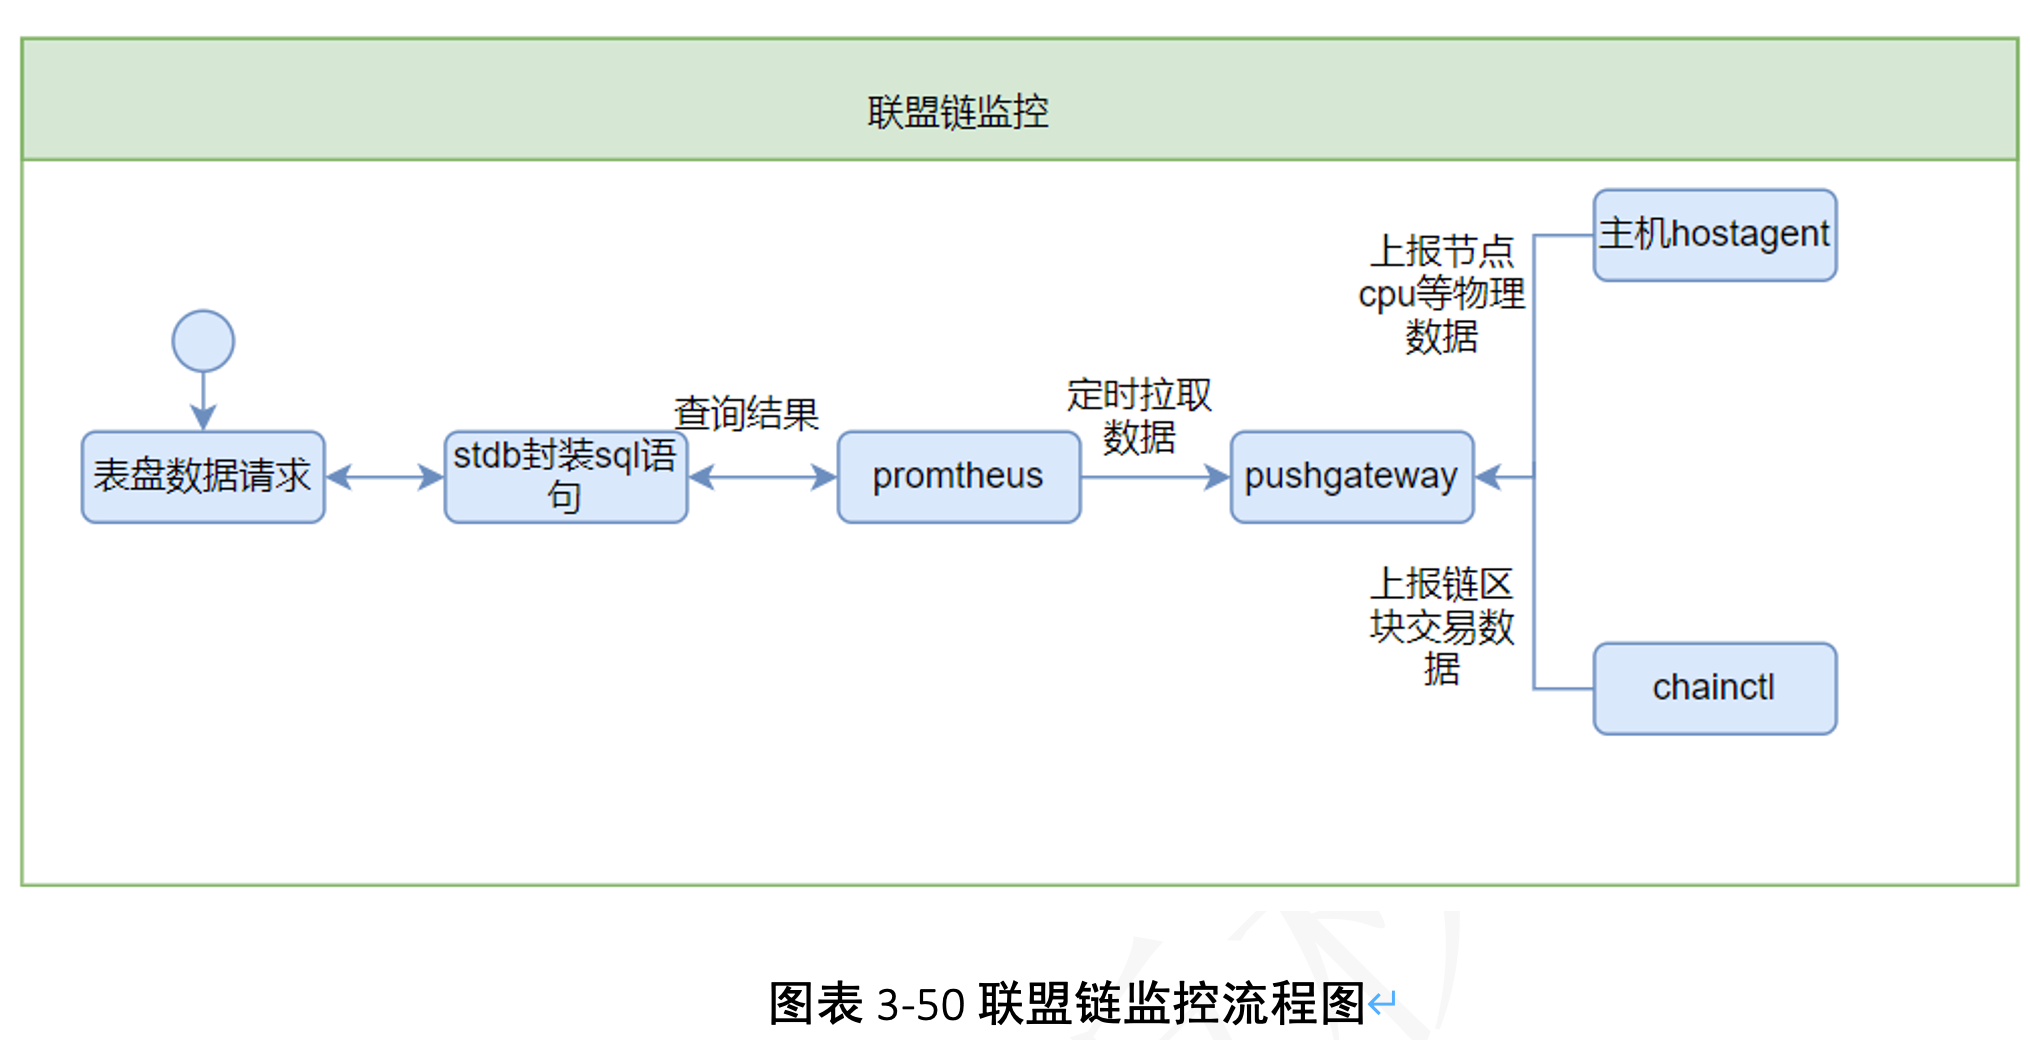 联盟链监控
主机hostagent
上报节点
cpu等物理
数据
定时拉取
数据
查询结果
表盘数据请求
stdb封装sql语
句
promtheus
pushgateway
上报链区
块交易数
据
chainctl
图表 3-50 联盟链监控流程图